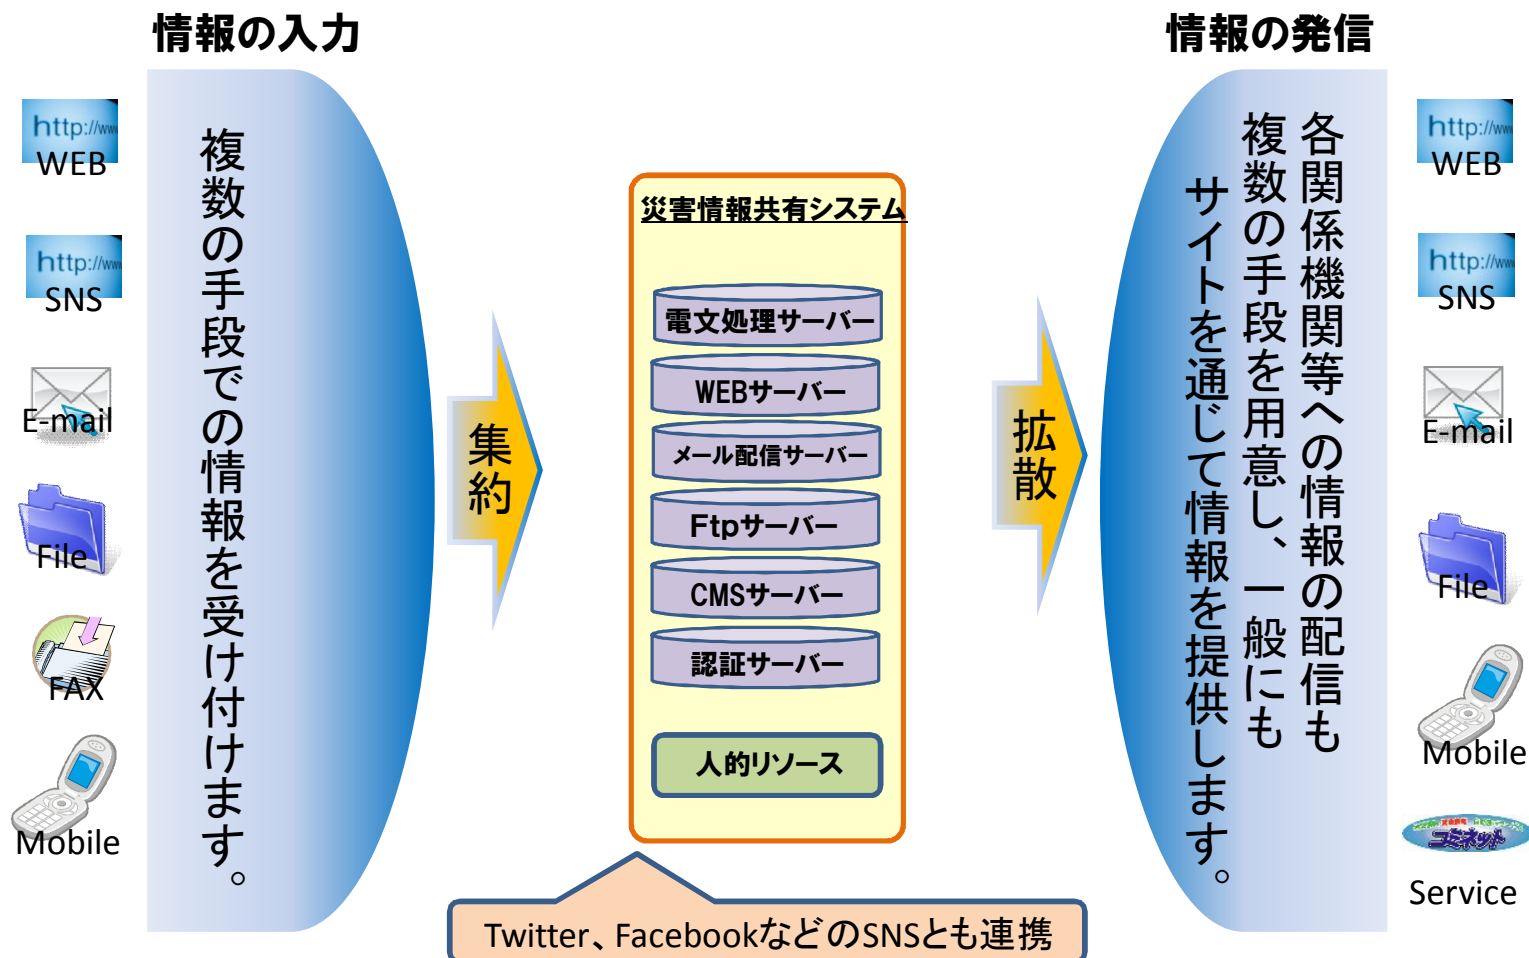 情報の入力
http://www
WEB
http://www
SNS
E-mail
File
FAX
Mobile
複数の手段での情報を受け付けます。
集約
災害情報共有システム
電文処理サーバー
WEBサーバー
メール配信サーバー
Ftpサーバー
CMSサーバー
認証サーバー
人的リソース
Twitter、FacebookなどのSNSとも連携
拡散
情報の発信
各関係機関等への情報の配信も
複数の手段を用意し、一般にも
サイトを通じて情報を提供します。
http://www
WEB
http://www
SNS
E-mail
File
Mobile
コミネット
Service